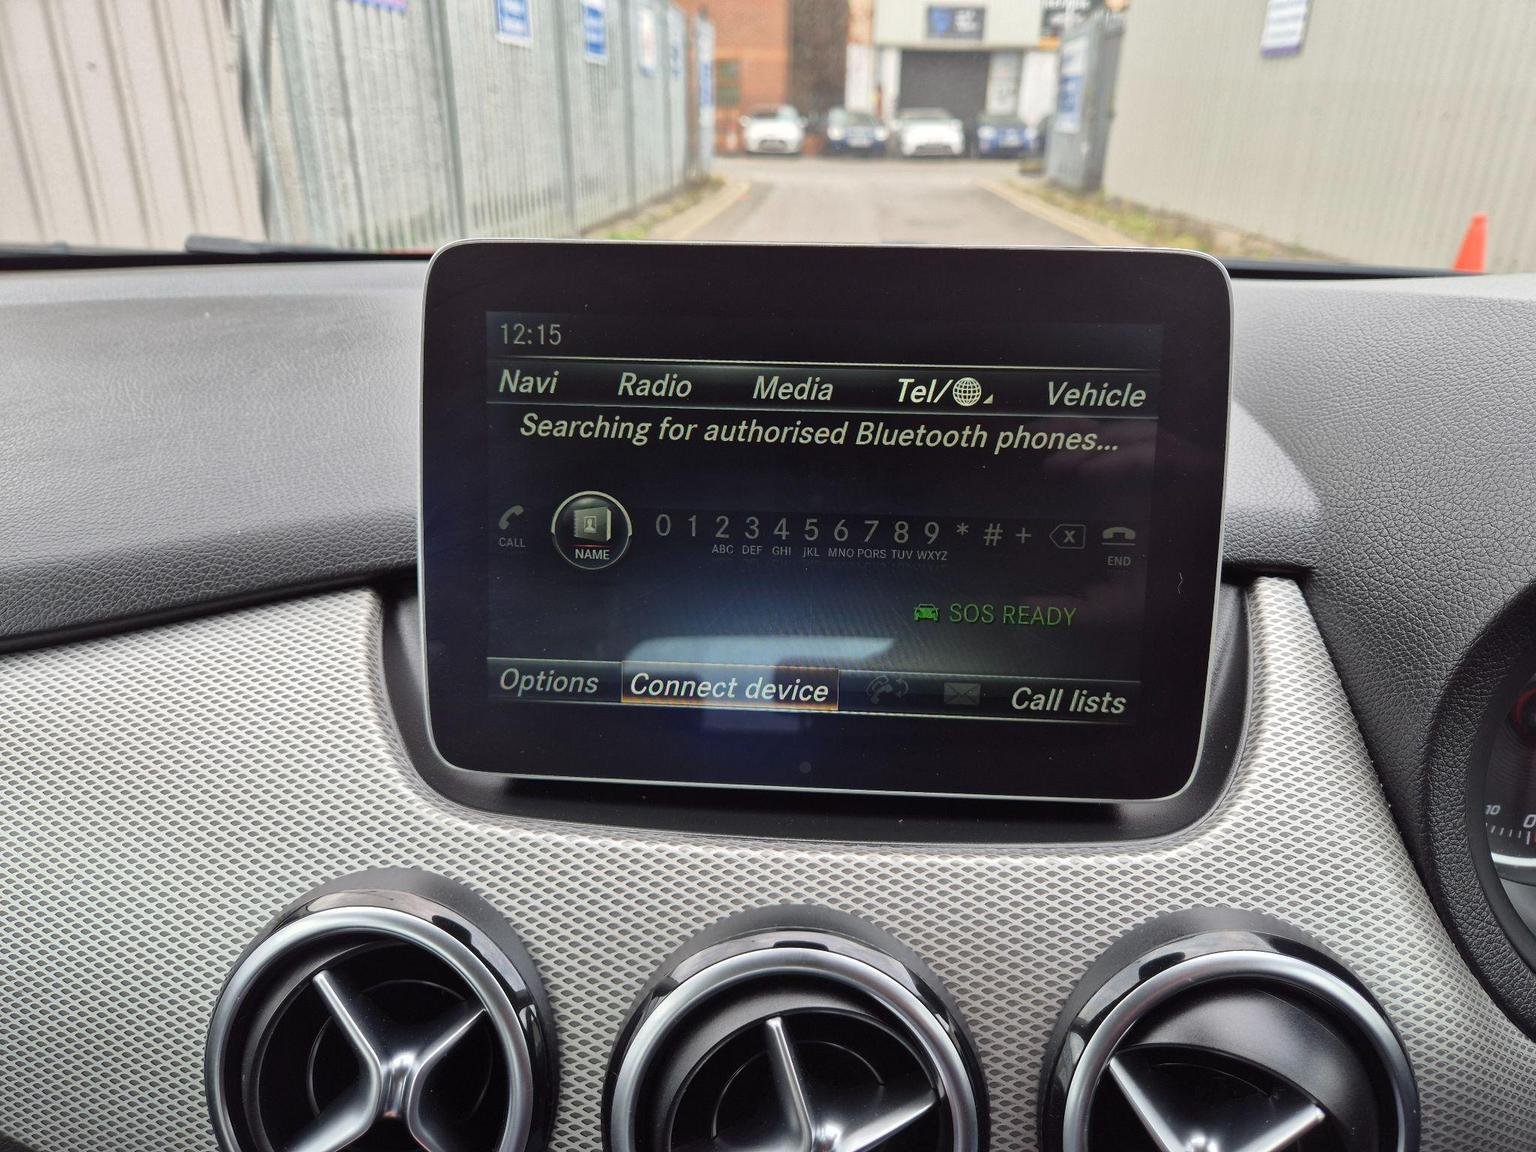 12:15
Navi Radio Media Tel/ Vehicle
Searching for authorised Bluetooth phones...
CALL NAME 0 1 2 3 4 5 6 7 8 9 * # + X END
ABC DEF GHI JKL MNO PQRS TUV WXYZ
SOS READY
Options Connect device Call lists